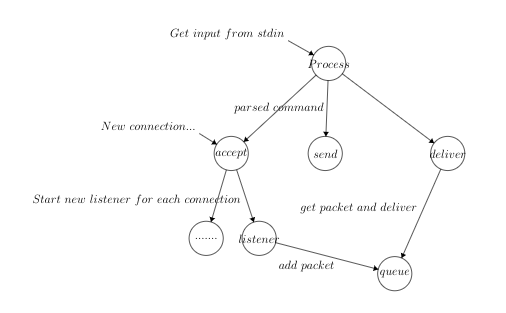 Get input from stdin
Process
parsed command
New connection...
accept
send
deliver
Start new listener for each connection
get packet and deliver
.......
listener
add packet
queue